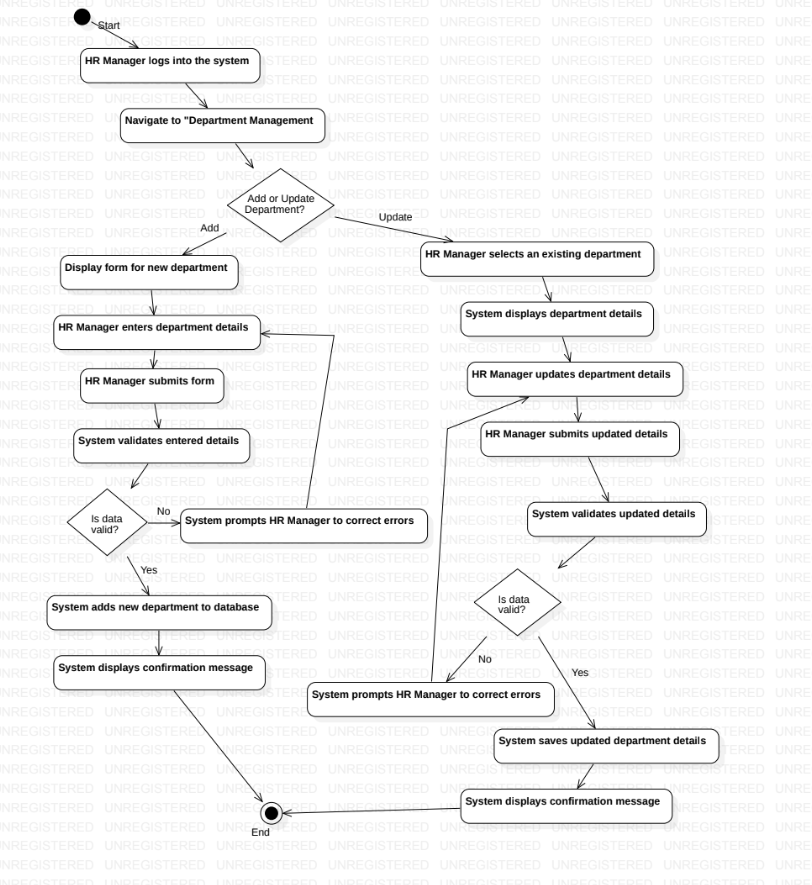 Start
HR Manager logs into the system
Navigate to "Department Management
Add or Update
Department?
Add
Update
Display form for new department
HR Manager selects an existing department
HR Manager enters department details
System displays department details
HR Manager submits form
HR Manager updates department details
System validates entered details
HR Manager submits updated details
Is data
valid?
No
System prompts HR Manager to correct errors
System validates updated details
Yes
System adds new department to database
Is data
valid?
System displays confirmation message
No
Yes
System prompts HR Manager to correct errors
System saves updated department details
System displays confirmation message
End
UNREGISTERED